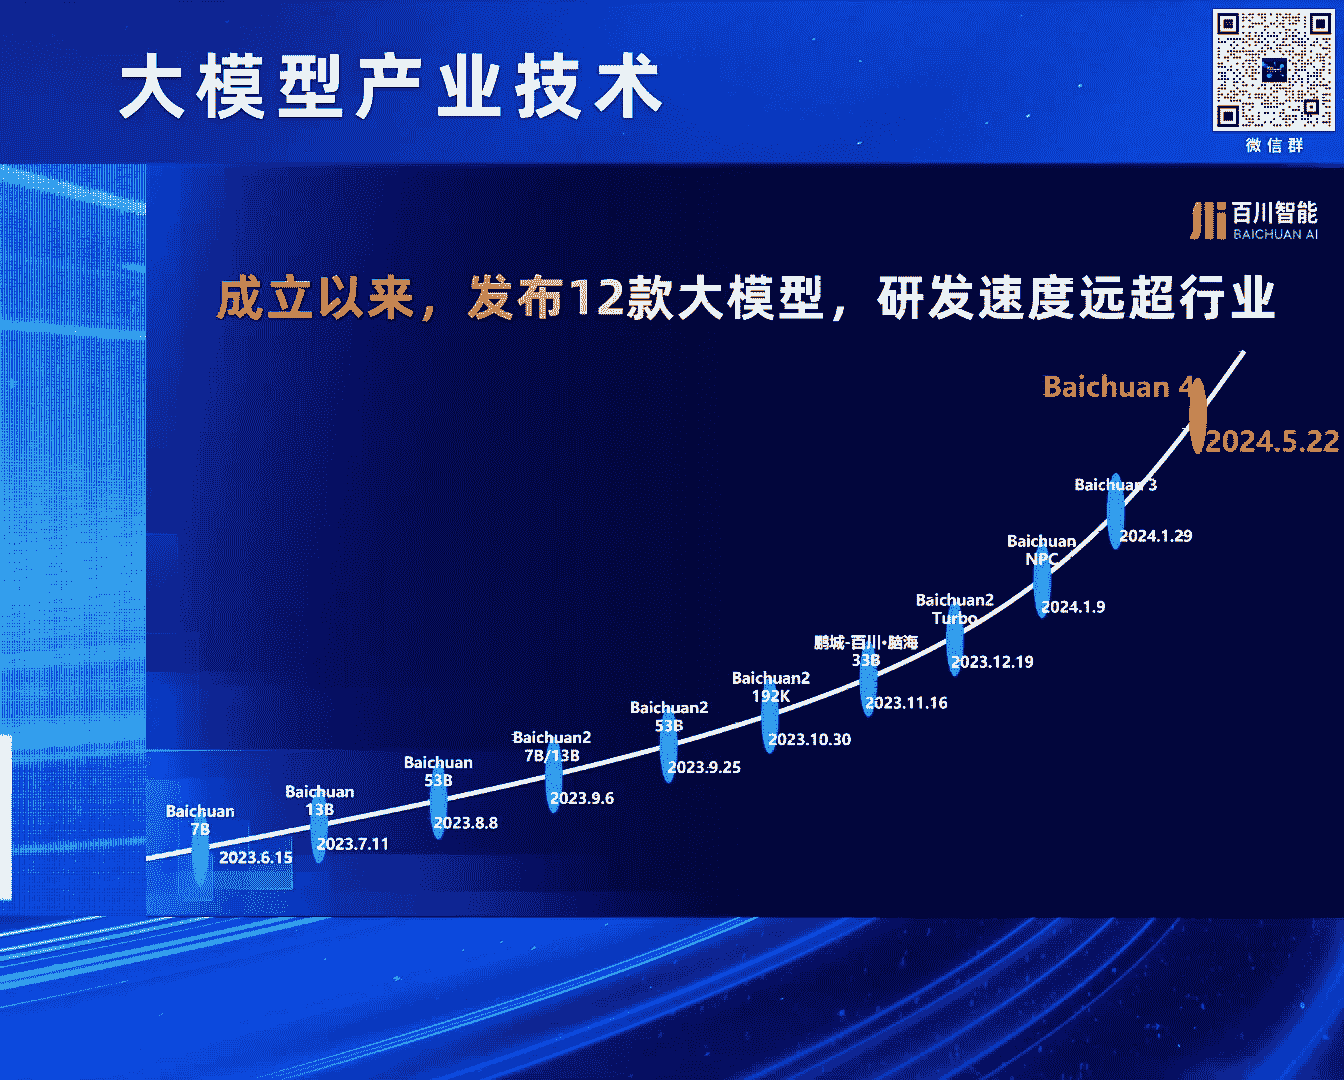 大模型产业技术
微信群
百川智能
BAICHUAN AI
成立以来，发布12款大模型，研发速度远超行业
Baichuan 4
2024.5.22
Baichuan 3
2024.1.29
Baichuan
NPC
2024.1.9
Baichuan2
Turbo
2023.12.19
鹏城-百川·脑海
33B
2023.11.16
Baichuan2
192K
2023.10.30
Baichuan2
53B
2023.9.25
Baichuan2
7B/13B
2023.9.6
Baichuan
53B
2023.8.8
Baichuan
13B
2023.7.11
Baichuan
7B
2023.6.15